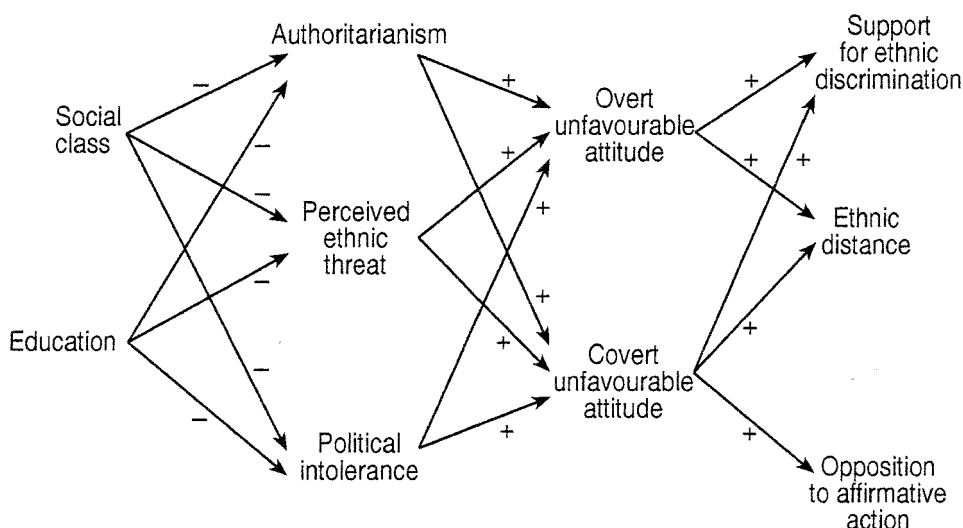 Authoritarianism
Social
class
Education
Perceived
ethnic
threat
Political
intolerance
Overt
unfavourable
attitude
Covert
unfavourable
attitude
Support
for ethnic
discrimination
Ethnic
distance
Opposition
to affirmative
action
−
−
−
−
−
−
+
+
+
+
+
+
+
+
+
+
+